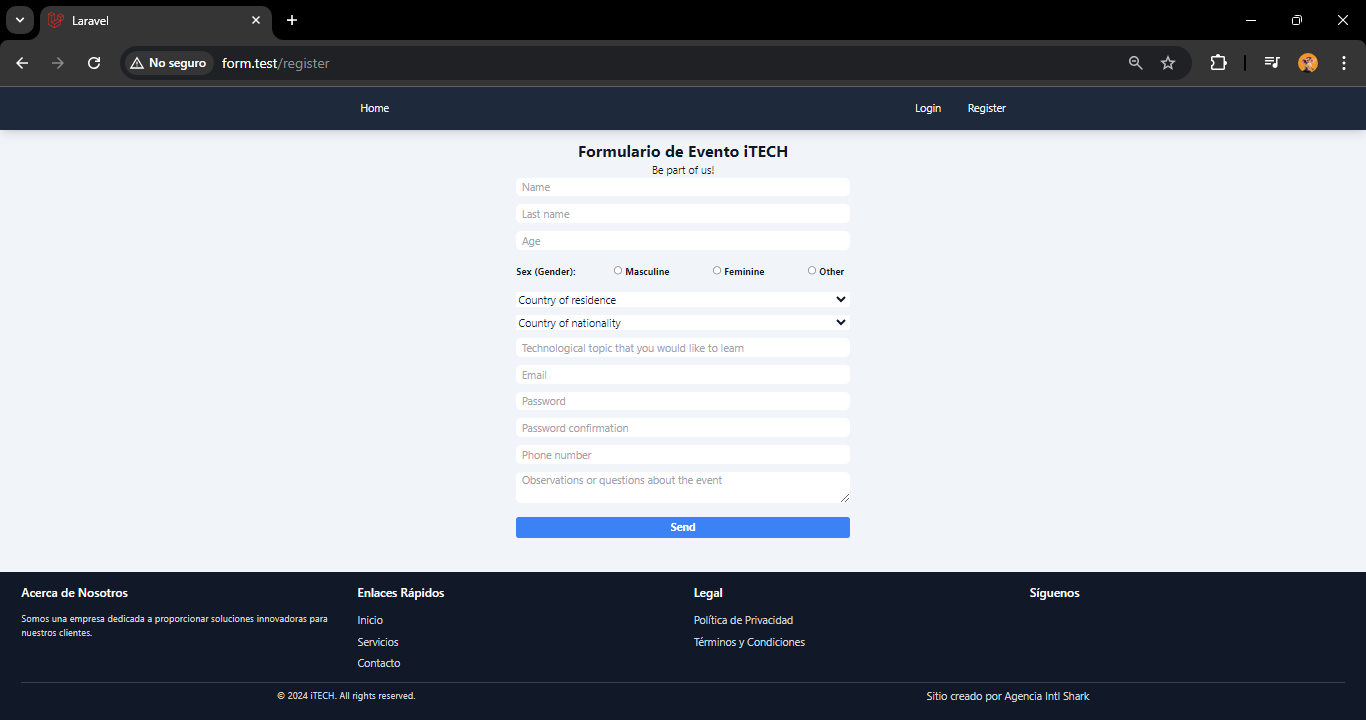 Laravel
No seguro form.test/register
Home Login Register
Formulario de Evento iTECH
Be part of us!
Name
Last name
Age
Sex (Gender): Masculine Feminine Other
Country of residence
Country of nationality
Technological topic that you would like to learn
Email
Password
Password confirmation
Phone number
Observations or questions about the event
Send
Acerca de Nosotros
Somos una empresa dedicada a proporcionar soluciones innovadoras para
nuestros clientes.
Enlaces Rápidos
Inicio
Servicios
Contacto
Legal
Política de Privacidad
Términos y Condiciones
Síguenos
© 2024 iTECH. All rights reserved.
Sitio creado por Agencia Intl Shark